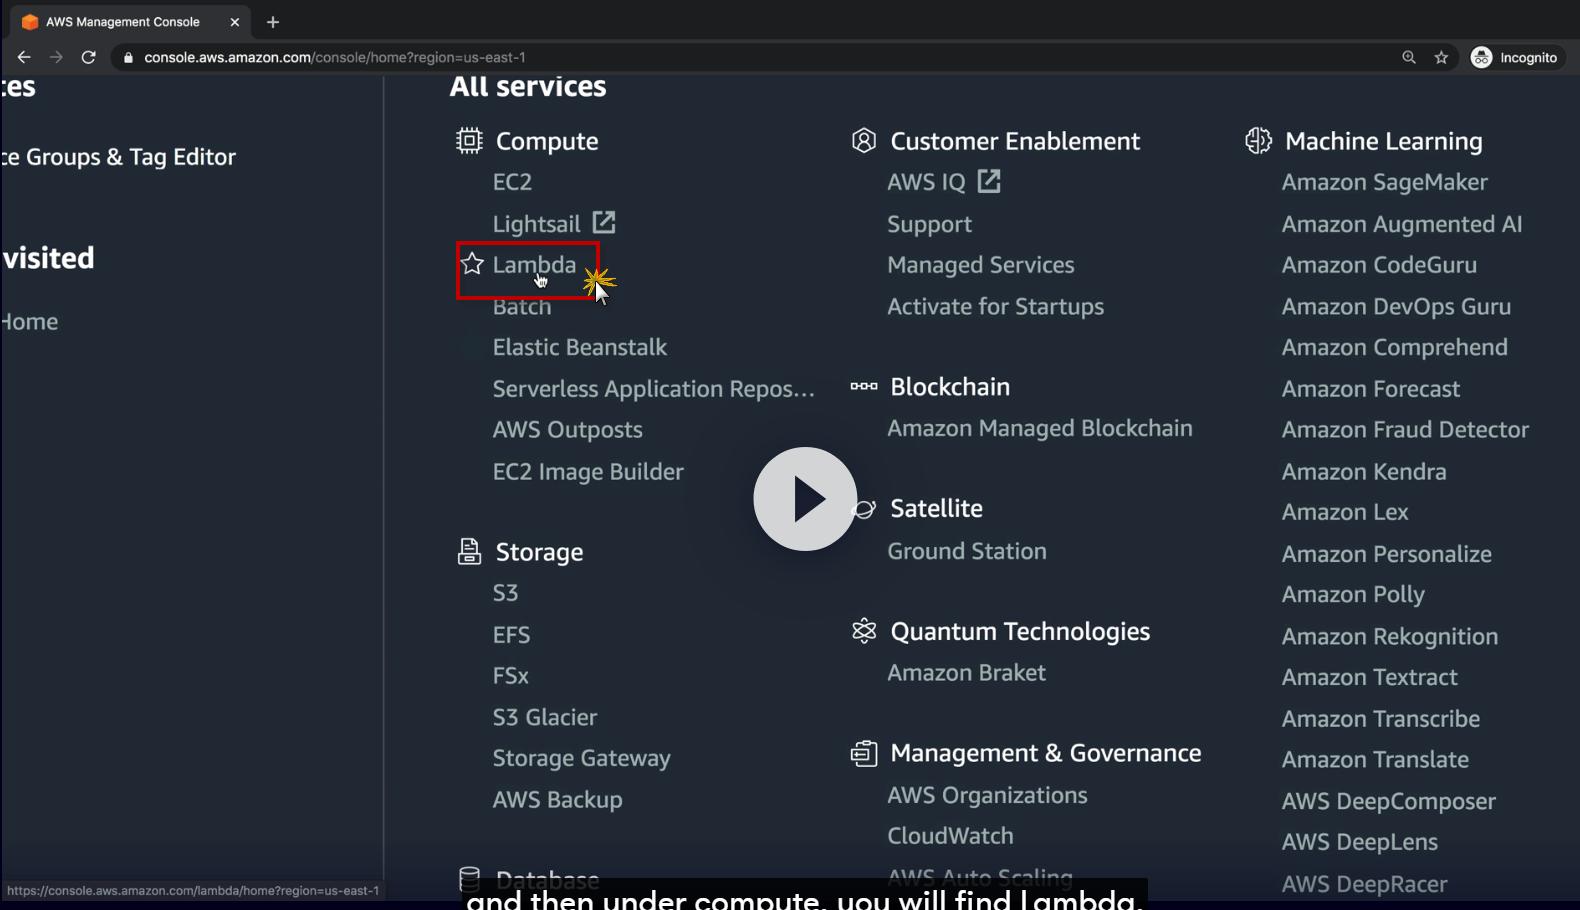 AWS Management Console
console.aws.amazon.com/console/home?region=us-east-1
Incognito
ce Groups & Tag Editor
visited
Home
All services
Compute
EC2
Lightsail
Lambda
Batch
Elastic Beanstalk
Serverless Application Repos...
AWS Outposts
EC2 Image Builder
Storage
S3
EFS
FSx
S3 Glacier
Storage Gateway
AWS Backup
Database
Customer Enablement
AWS IQ
Support
Managed Services
Activate for Startups
Blockchain
Amazon Managed Blockchain
Satellite
Ground Station
Quantum Technologies
Amazon Braket
Management & Governance
AWS Organizations
CloudWatch
AWS Auto Scaling
Machine Learning
Amazon SageMaker
Amazon Augmented AI
Amazon CodeGuru
Amazon DevOps Guru
Amazon Comprehend
Amazon Forecast
Amazon Fraud Detector
Amazon Kendra
Amazon Lex
Amazon Personalize
Amazon Polly
Amazon Rekognition
Amazon Textract
Amazon Transcribe
Amazon Translate
AWS DeepComposer
AWS DeepLens
AWS DeepRacer
https://console.aws.amazon.com/lambda/home?region=us-east-1
and then under compute, you will find Lambda.